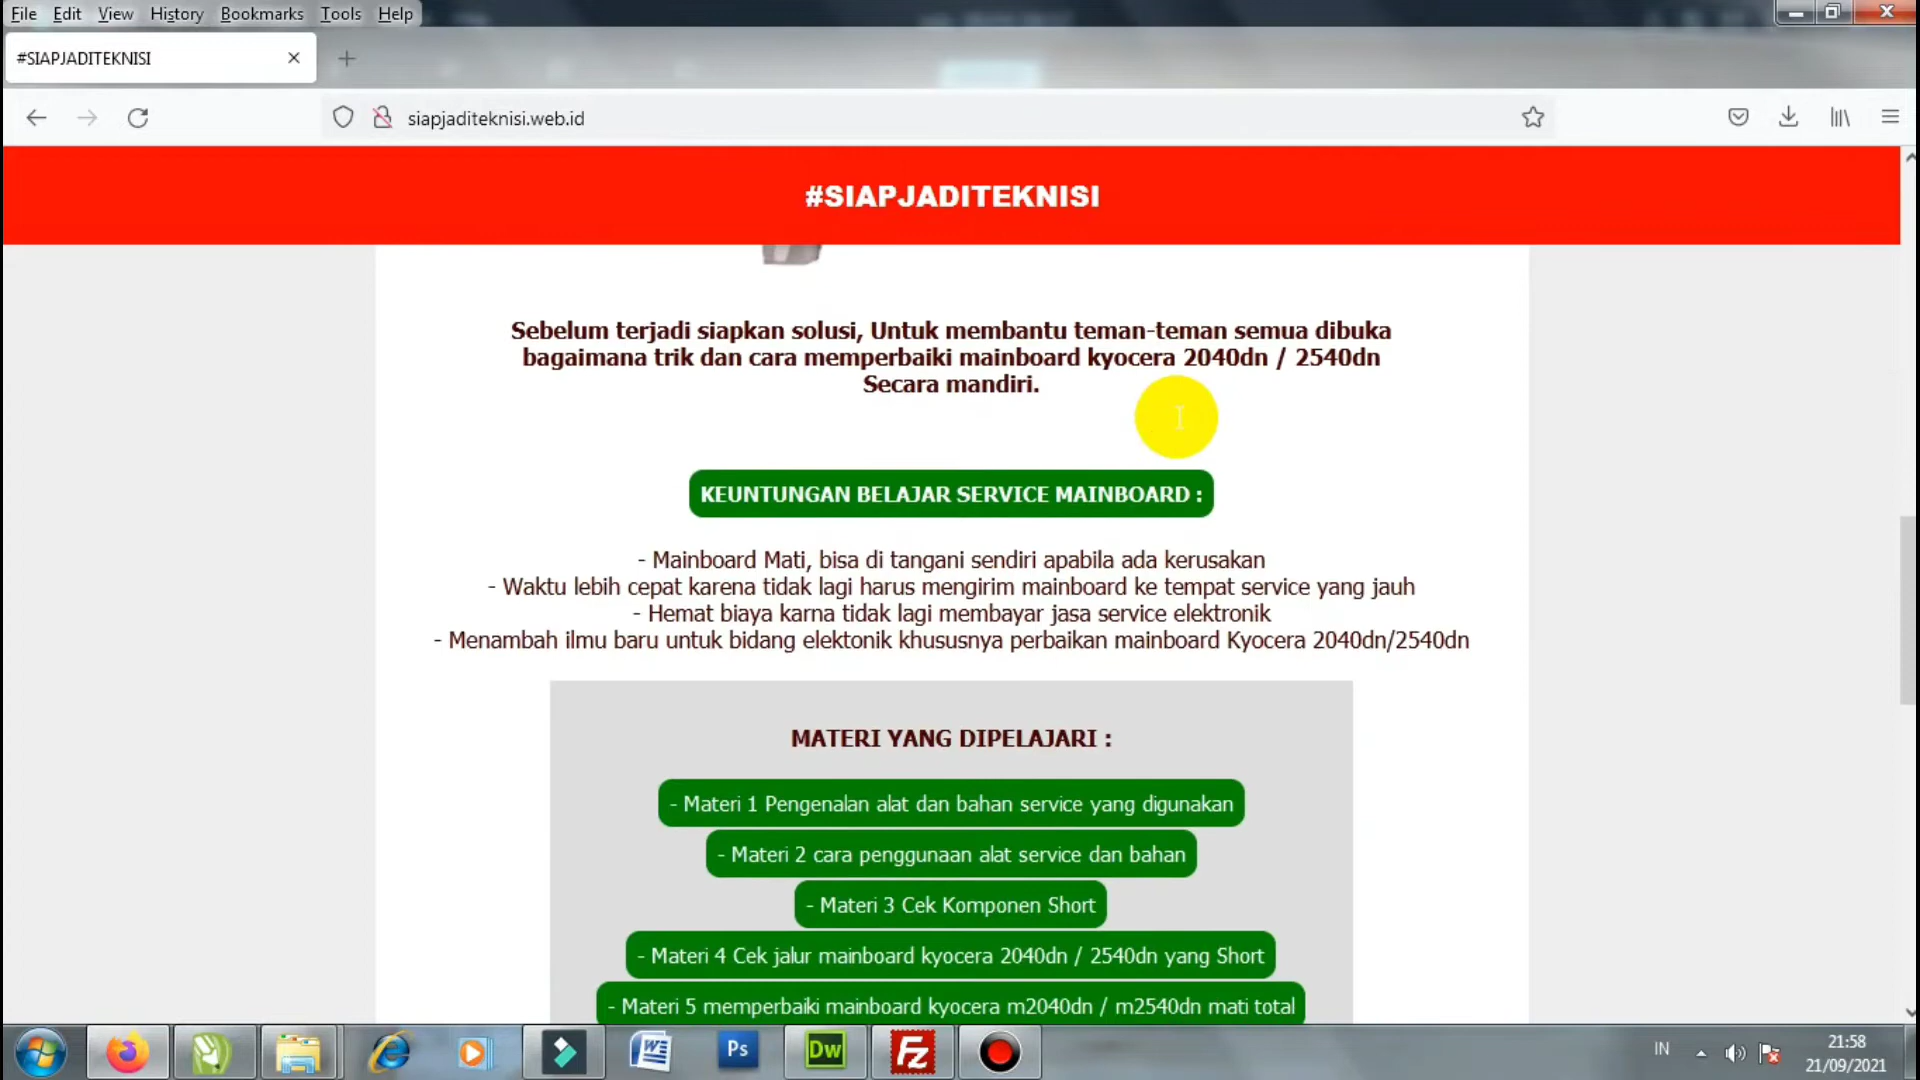 File Edit View History Bookmarks Tools Help
#SIAPJADITEKNISI
siapjaditeknisi.web.id
#SIAPJADITEKNISI
Sebelum terjadi siapkan solusi, Untuk membantu teman-teman semua dibuka
bagaimana trik dan cara memperbaiki mainboard kyocera 2040dn / 2540dn
Secara mandiri.
KEUNTUNGAN BELAJAR SERVICE MAINBOARD :
- Mainboard Mati, bisa di tangani sendiri apabila ada kerusakan
- Waktu lebih cepat karena tidak lagi harus mengirim mainboard ke tempat service yang jauh
- Hemat biaya karna tidak lagi membayar jasa service elektronik
- Menambah ilmu baru untuk bidang elektonik khususnya perbaikan mainboard Kyocera 2040dn/2540dn
MATERI YANG DIPELAJARI :
- Materi 1 Pengenalan alat dan bahan service yang digunakan
- Materi 2 cara penggunaan alat service dan bahan
- Materi 3 Cek Komponen Short
- Materi 4 Cek jalur mainboard kyocera 2040dn / 2540dn yang Short
- Materi 5 memperbaiki mainboard kyocera m2040dn / m2540dn mati total
W Ps Dw Fz IN 21:58
21/09/2021